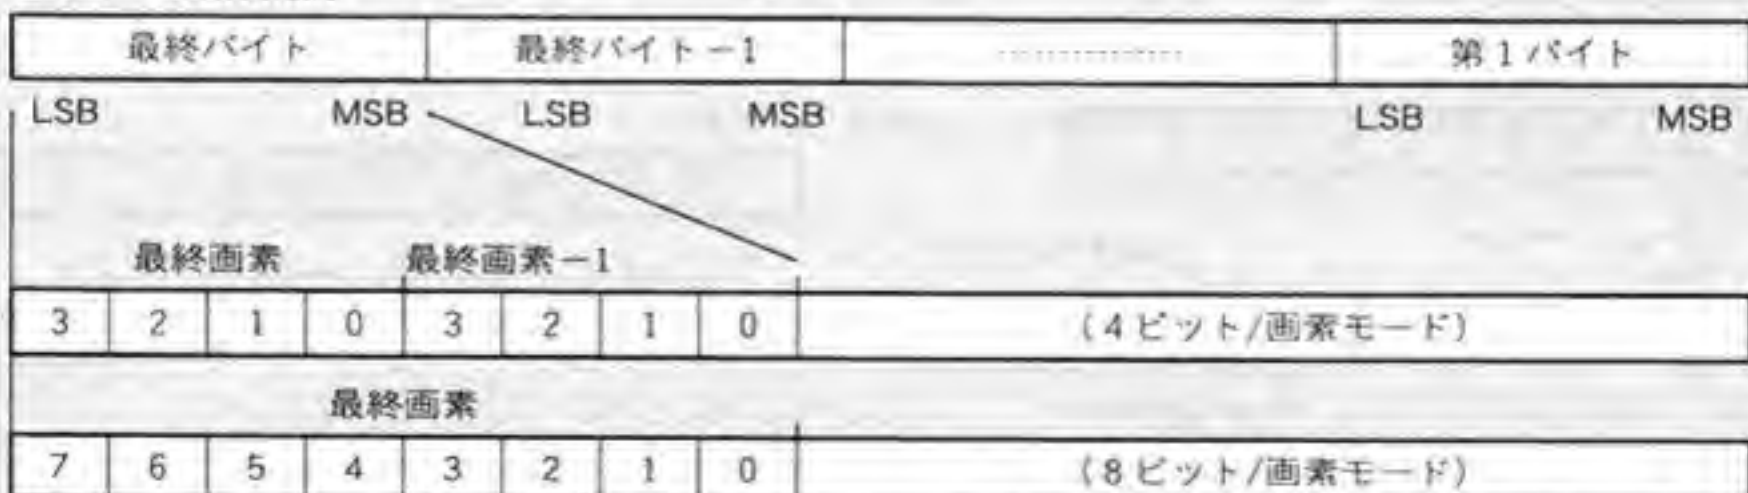 最終バイト 最終バイト－1 ………………… 第1バイト
LSB MSB LSB MSB LSB MSB
最終画素 最終画素－1
3 2 1 0 3 2 1 0 (4ビット/画素モード)
最終画素
7 6 5 4 3 2 1 0 (8ビット/画素モード)